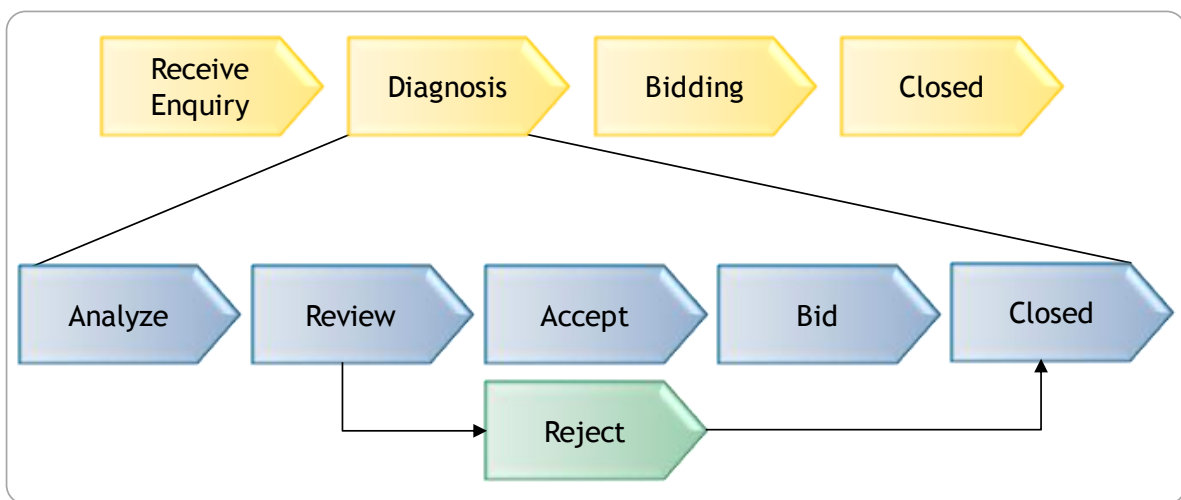 Receive
Enquiry
Diagnosis
Bidding
Closed
Analyze
Review
Accept
Bid
Closed
Reject